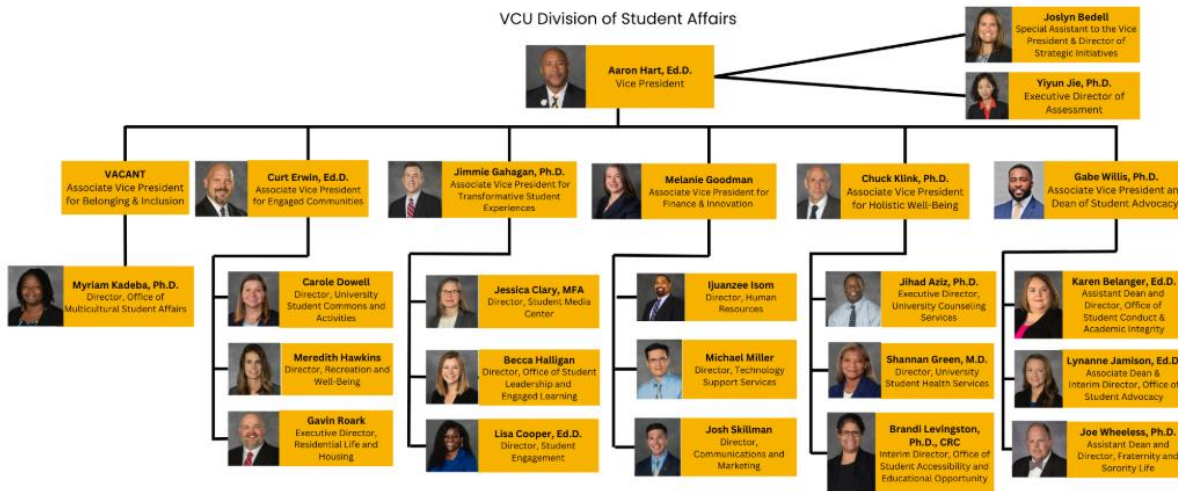 VCU Division of Student Affairs
Joslyn Bedell
Special Assistant to the Vice
President & Director of
Strategic Initiatives
Aaron Hart, Ed.D.
Vice President
Yiyun Jie, Ph.D.
Executive Director of
Assessment
VACANT
Associate Vice President
for Belonging & Inclusion
Curt Erwin, Ed.D.
Associate Vice President
for Engaged Communities
Jimmie Gahagan, Ph.D.
Associate Vice President for
Transformative Student
Experiences
Melanie Goodman
Associate Vice President for
Finance & Innovation
Chuck Klink, Ph.D.
Associate Vice President
for Holistic Well-Being
Gabe Willis, Ph.D.
Associate Vice President an
Dean of Student Advocacy
Myriam Kadeba, Ph.D.
Director, Office of
Multicultural Student Affairs
Carole Dowell
Director, University
Student Commons and
Activities
Meredith Hawkins
Director, Recreation and
Well-Being
Gavin Roark
Executive Director,
Residential Life and
Housing
Jessica Clary, MFA
Director, Student Media
Center
Becca Halligan
Director, Office of Student
Leadership and
Engaged Learning
Lisa Cooper, Ed.D.
Director, Student
Engagement
Ijuanzee Isom
Director, Human
Resources
Michael Miller
Director, Technology
Support Services
Josh Skillman
Director,
Communications and
Marketing
Jihad Aziz, Ph.D.
Executive Director,
University Counseling
Services
Shannan Green, M.D.
Director, University
Student Health Services
Brandi Levingston,
Ph.D., CRC
Interim Director, Office of
Student Accessibility and
Educational Opportunity
Karen Belanger, Ed.D.
Assistant Dean and
Director, Office of
Student Conduct &
Academic Integrity
Lynanne Jamison, Ed.D
Associate Dean &
Interim Director, Office of
Student Advocacy
Joe Wheeless, Ph.D.
Assistant Dean and
Director, Fraternity and
Sorority Life